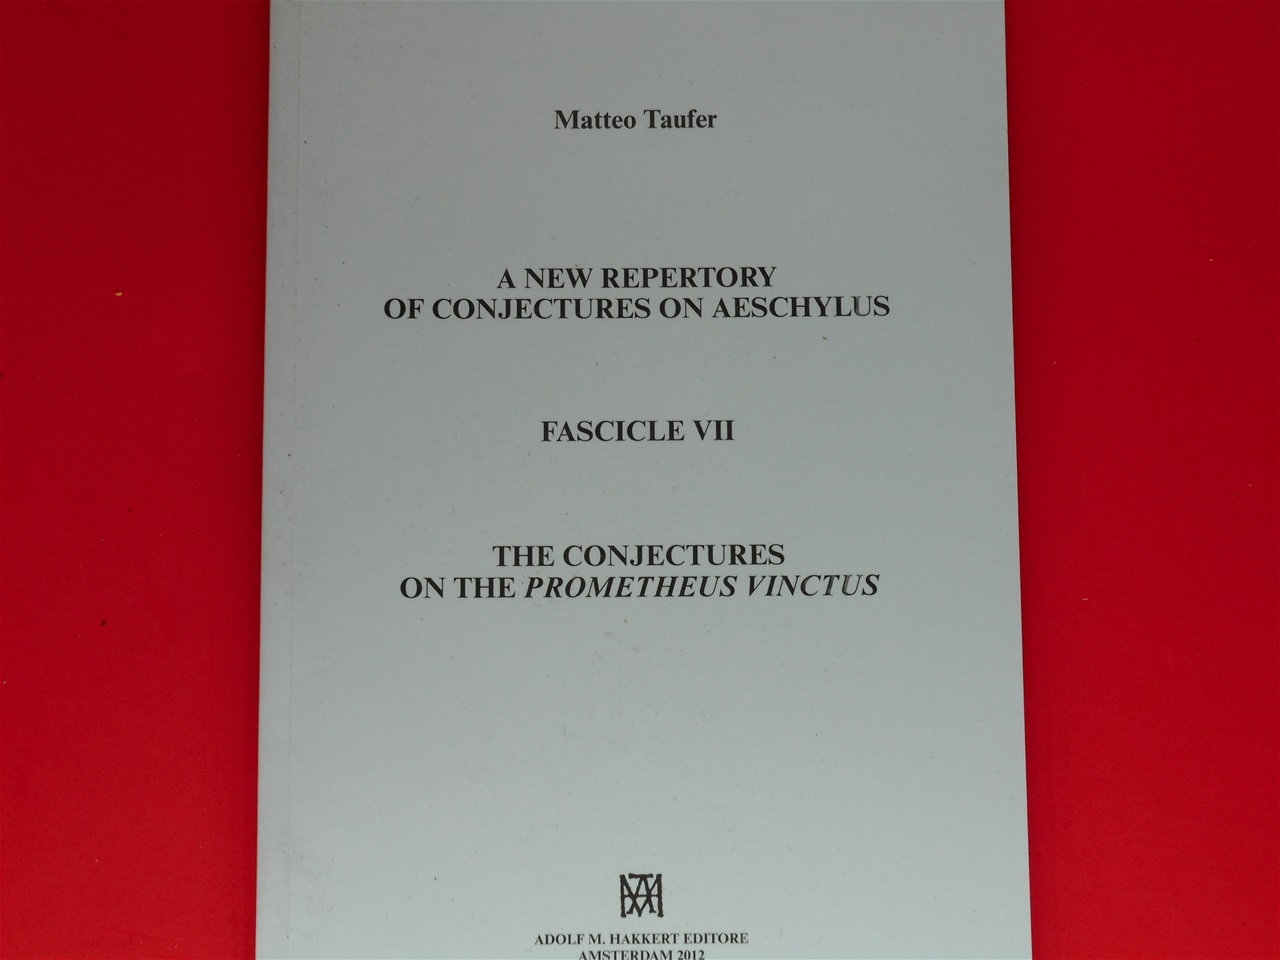 Matteo Taufer
A NEW REPERTORY
OF CONJECTURES ON AESCHYLUS
FASCICLE VII
THE CONJECTURES
ON THE PROMETHEUS VINCTUS
ADOLF M. HAKKERT EDITORE
AMSTERDAM 2012